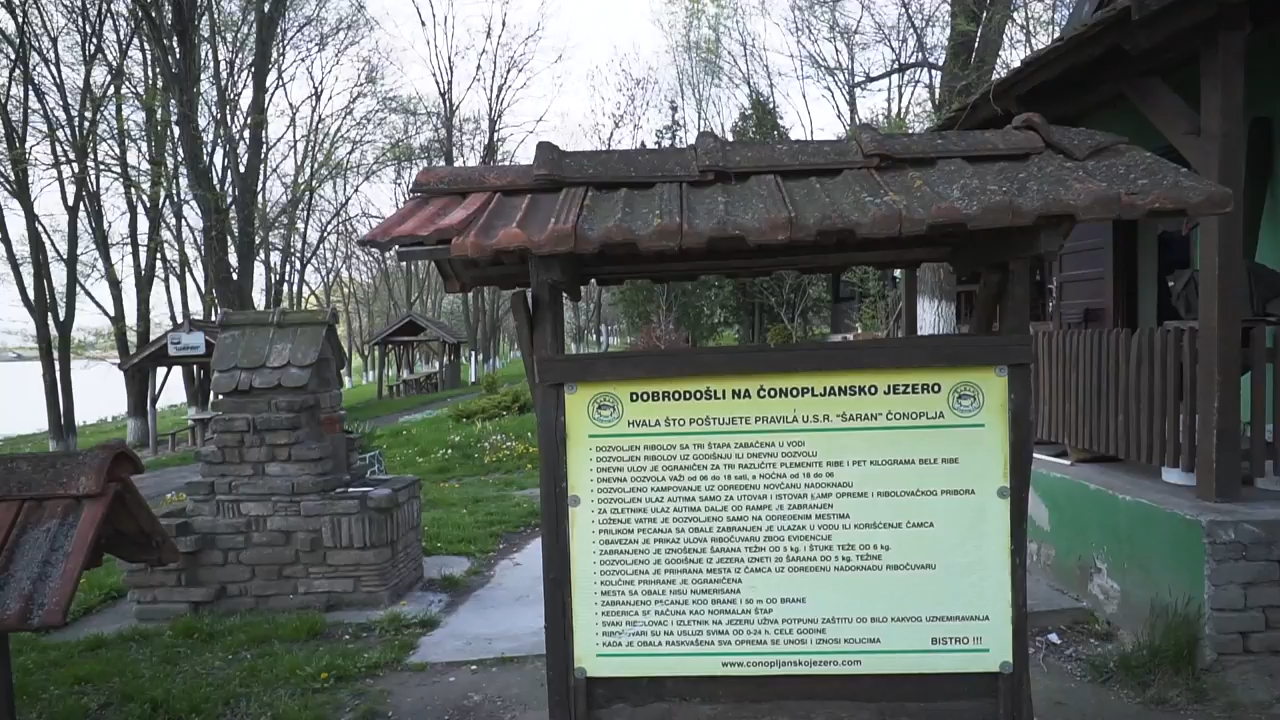 DOBRODOŠLI NA ČONOPLJANSKO JEZERO
HVALA ŠTO POŠTUJETE PRAVILA U.S.R. "ŠARAN" ČONOPLJA
• DOZVOLJEN RIBOLOV SA TRI ŠTAPA ZABAČENA U VODI
• DOZVOLJEN RIBOLOV UZ GODIŠNJU ILI DNEVNU DOZVOLU
• DNEVNI ULOV JE OGRANIČEN ZA TRI RAZLIČITE PLEMENITE RIBE I PET KILOGRAMA BELE RIBE
• DNEVNA DOZVOLA VAŽI od 06 do 18 sati, a NOĆNA od 18 do 06
• DOZVOLJENO KAMPOVANJE UZ ODREĐENU NOVČANU NADOKNADU
• DOZVOLJEN ULAZ AUTIMA SAMO ZA UTOVAR I ISTOVAR KAMP OPREME I RIBOLOVAČKOG PRIBORA
• ZA IZLETNIKE ULAZ AUTIMA DALJE OD RAMPE JE ZABRANJEN
• LOŽENJE VATRE JE DOZVOLJENO SAMO NA ODREĐENIM MESTIMA
• PRILIKOM PECANJA SA OBALE ZABRANJEN JE ULAZAK U VODU ILI KORIŠĆENJE ČAMCA
• OBAVEZAN JE PRIKAZ ULOVA RIBOČUVARU ZBOG EVIDENCIJE
• ZABRANJENO JE IZNOŠENJE ŠARANA TEŽIH OD 5 kg. I ŠTUKE TEŽE OD 6 kg.
• DOZVOLJENO JE GODIŠNJE IZ JEZERA IZNETI 20 ŠARANA DO 5 kg. TEŽINE
• DOZVOLJENA JE PRIHRANA MESTA IZ ČAMCA UZ ODREĐENU NADOKNADU RIBOČUVARU
• KOLIČINE PRIHRANE JE OGRANIČENA
• MESTA SA OBALE NISU NUMERISANA
• ZABRANJENO PECANJE KOD BRANE I 50 m OD BRANE
• KEDERICA SE RAČUNA KAO NORMALAN ŠTAP
• SVAKI RIBOLOVAC I IZLETNIK NA JEZERU UŽIVA POTPUNU ZAŠTITU OD BILO KAKVOG UZNEMIRAVANJA
• RIBOČUVARI SU NA USLUZI SVIMA OD 0-24 h. CELE GODINE
• KADA JE OBALA RASKVAŠENA SVA OPREMA SE UNOSI I IZNOSI KOLICIMA
BISTRO !!!
www.conopljanskojezero.com